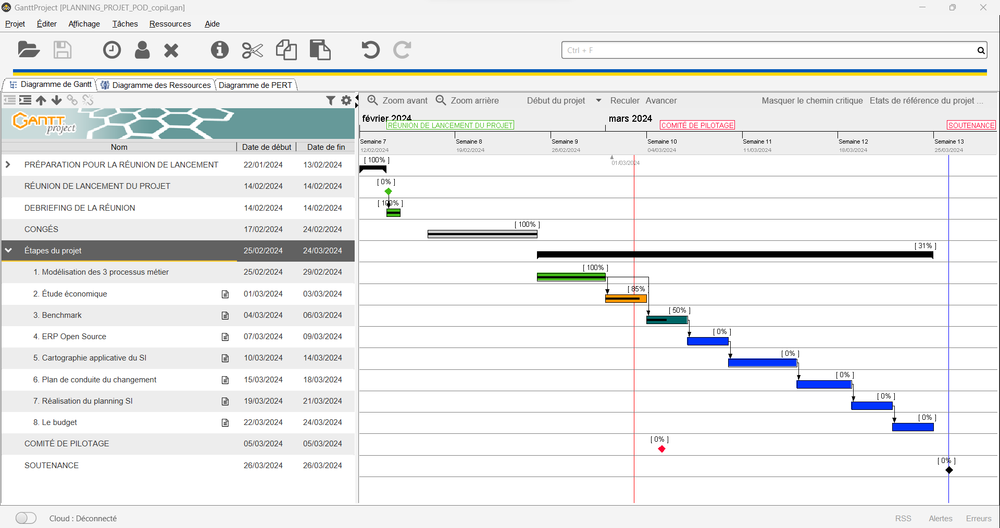 GanttProject [PLANNING_PROJET_POD_copil.gan]
Projet Éditer Affichage Tâches Ressources Aide
Ctrl + F
Diagramme de Gantt Diagramme des Ressources Diagramme de PERT
Zoom avant Zoom arrière Début du projet Reculer Avancer Masquer le chemin critique Etats de référence du projet ...
GANTT project
février 2024 mars 2024
RÉUNION DE LANCEMENT DU PROJET COMITÉ DE PILOTAGE SOUTENANCE
Nom Date de début Date de fin
Semaine 7 Semaine 8 Semaine 9 Semaine 10 Semaine 11 Semaine 12 Semaine 13
12/02/2024 19/02/2024 26/02/2024 04/03/2024 11/03/2024 18/03/2024 25/03/2024
01/03/2024
PRÉPARATION POUR LA RÉUNION DE LANCEMENT 22/01/2024 13/02/2024 [ 100% ]
RÉUNION DE LANCEMENT DU PROJET 14/02/2024 14/02/2024 [ 0% ]
DEBRIEFING DE LA RÉUNION 14/02/2024 14/02/2024 [ 100% ]
CONGÉS 17/02/2024 24/02/2024 [ 100% ]
Étapes du projet 25/02/2024 24/03/2024 [ 31% ]
1. Modélisation des 3 processus métier 25/02/2024 29/02/2024 [ 100% ]
2. Étude économique 01/03/2024 03/03/2024 [ 85% ]
3. Benchmark 04/03/2024 06/03/2024 [ 50% ]
4. ERP Open Source 07/03/2024 09/03/2024 [ 0% ]
5. Cartographie applicative du SI 10/03/2024 14/03/2024 [ 0% ]
6. Plan de conduite du changement 15/03/2024 18/03/2024 [ 0% ]
7. Réalisation du planning SI 19/03/2024 21/03/2024 [ 0% ]
8. Le budget 22/03/2024 24/03/2024 [ 0% ]
COMITÉ DE PILOTAGE 05/03/2024 05/03/2024 [ 0% ]
SOUTENANCE 26/03/2024 26/03/2024 [ 0% ]
Cloud : Déconnecté RSS Alertes Erreurs